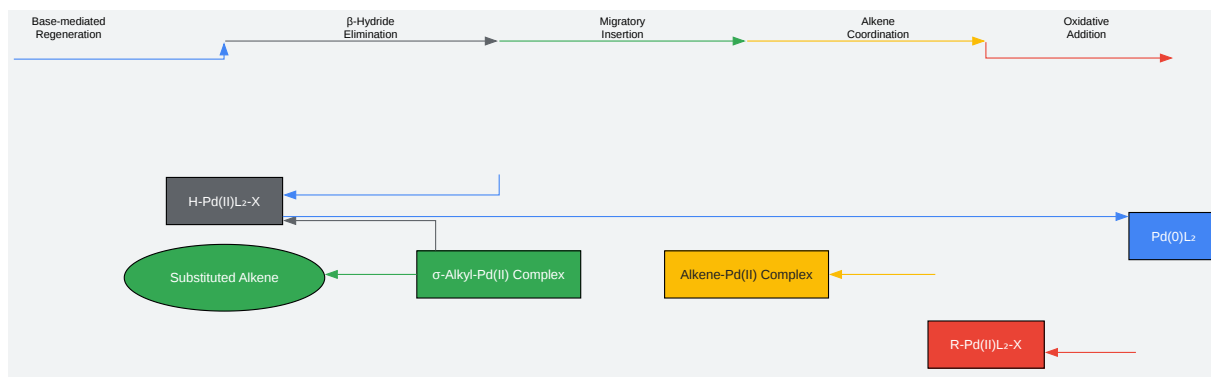 Base-mediated
Regeneration
β-Hydride
Elimination
Migratory
Insertion
Alkene
Coordination
Oxidative
Addition
H-Pd(II)L₂-X
Pd(0)L₂
Substituted Alkene
σ-Alkyl-Pd(II) Complex
Alkene-Pd(II) Complex
R-Pd(II)L₂-X